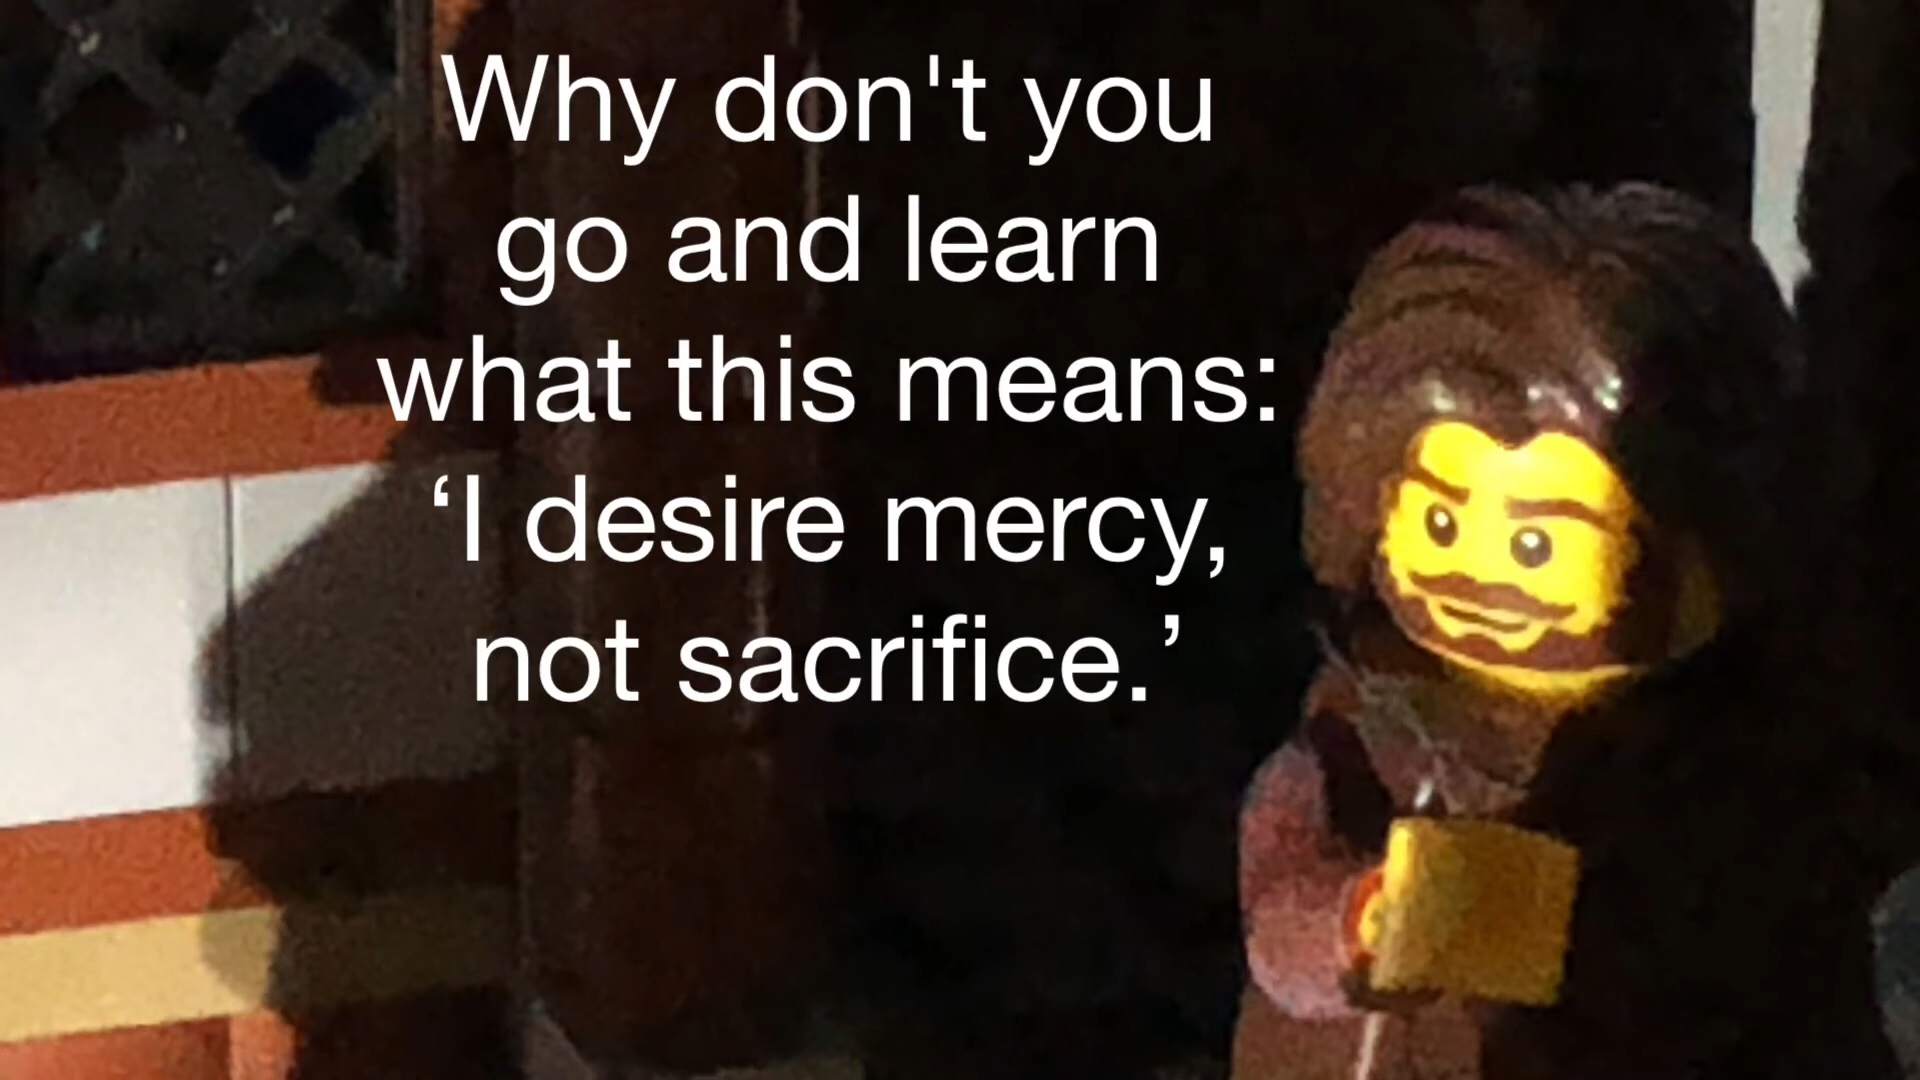 Why don't you
go and learn
what this means:
‘I desire mercy,
not sacrifice.’